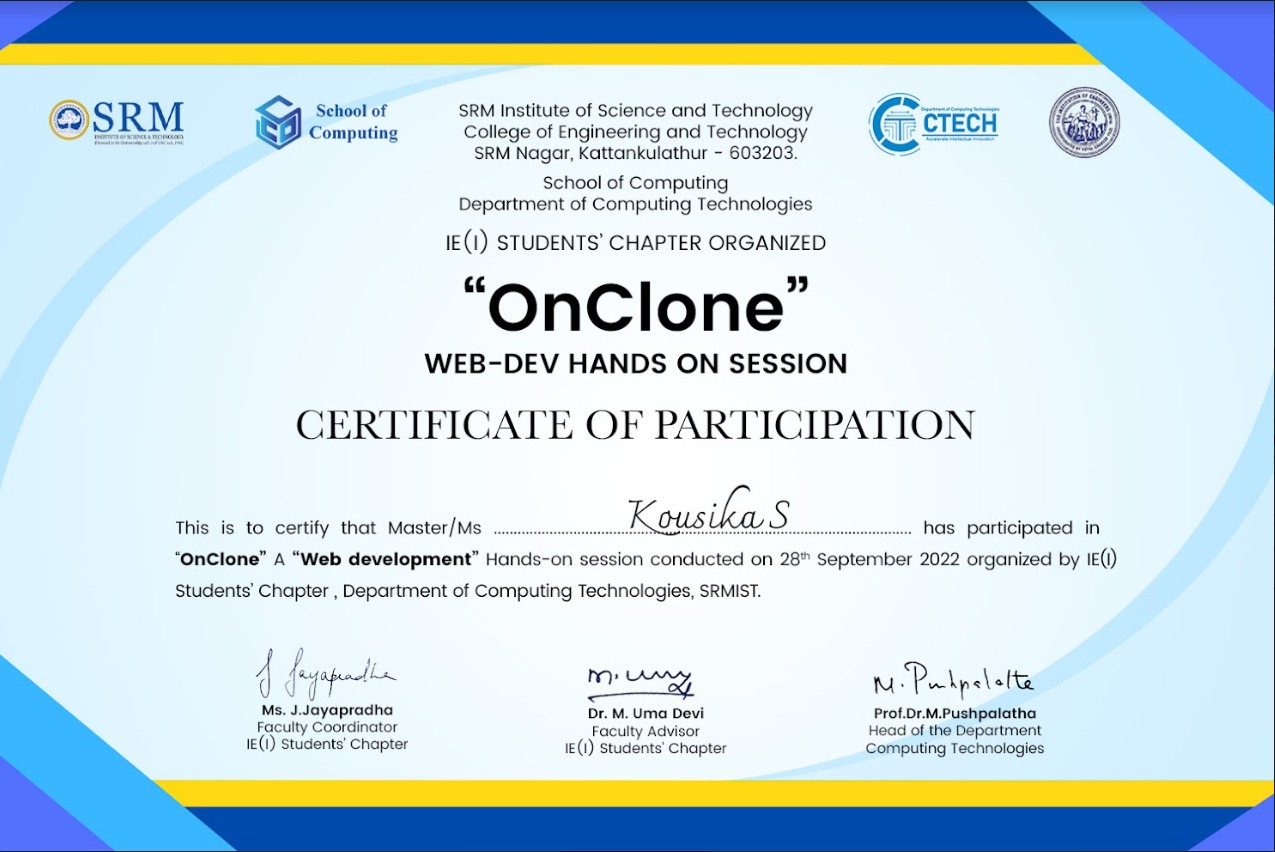 SRM
INSTITUTE OF SCIENCE & TECHNOLOGY
School of
Computing
SRM Institute of Science and Technology
College of Engineering and Technology
SRM Nagar, Kattankulathur - 603203.
School of Computing
Department of Computing Technologies
Department of Computing Technologies
CTECH
IE(I) STUDENTS’ CHAPTER ORGANIZED
“OnClone”
WEB-DEV HANDS ON SESSION
CERTIFICATE OF PARTICIPATION
This is to certify that Master/Ms Kousika S has participated in
“OnClone” A “Web development” Hands-on session conducted on 28th September 2022 organized by IE(I)
Students’ Chapter , Department of Computing Technologies, SRMIST.
J Jayapradha
Ms. J.Jayapradha
Faculty Coordinator
IE(I) Students’ Chapter
M. Uma
Dr. M. Uma Devi
Faculty Advisor
IE(I) Students’ Chapter
M. Pushpalatha
Prof.Dr.M.Pushpalatha
Head of the Department
Computing Technologies